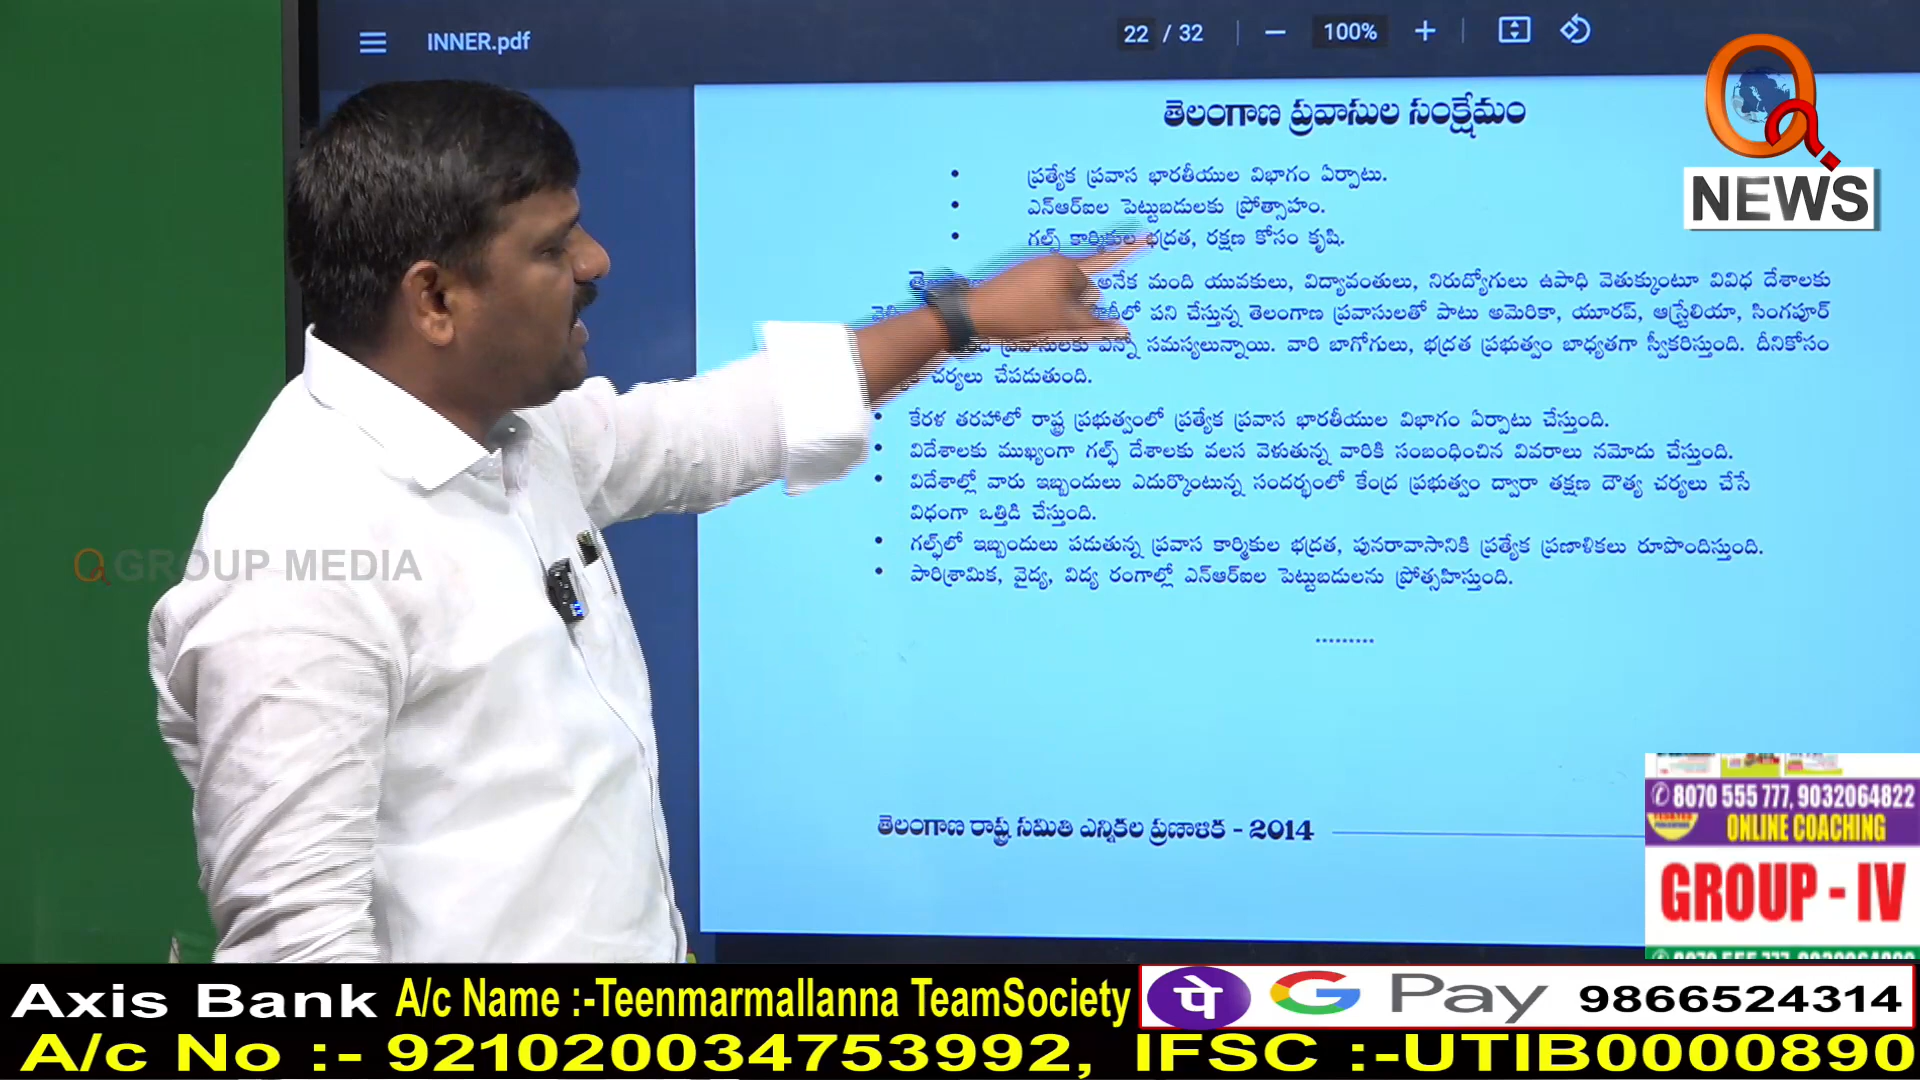 INNER.pdf
22 / 32
100%
తెలంగాణ ప్రవాసుల సంక్షేమం
• ప్రత్యేక ప్రవాస భారతీయుల విభాగం ఏర్పాటు.
• ఎన్ఆర్ఐల పెట్టుబదులకు ప్రోత్సాహం.
• గల్ఫ్ కార్మికుల భద్రత, రక్షణ కోసం కృషి.
అనేక మంది యువకులు, విద్యావంతులు, నిరుద్యోగులు ఉపాధి వెతుక్కుంటూ వివిధ దేశాలకు
పని చేస్తున్న తెలంగాణ ప్రవాసులతో పాటు అమెరికా, యూరప్, ఆస్ట్రేలియా, సింగపూర్
ప్రవాసులకు ఎన్నో సమస్యలున్నాయి. వారి బాగోగులు, భద్రత ప్రభుత్వం బాధ్యతగా స్వీకరిస్తుంది. దీనికోసం
చర్యలు చేపడుతుంది.
• కేరళ తరహాలో రాష్ట్ర ప్రభుత్వంలో ప్రత్యేక ప్రవాస భారతీయుల విభాగం ఏర్పాటు చేస్తుంది.
• విదేశాలకు ముఖ్యంగా గల్ఫ్ దేశాలకు వలస వెళుతున్న వారికి సంబంధించిన వివరాలు నమోదు చేస్తుంది.
• విదేశాల్లో వారు ఇబ్బందులు ఎదుర్కొంటున్న సందర్భంలో కేంద్ర ప్రభుత్వం ద్వారా తక్షణ దౌత్య చర్యలు చేసే
విధంగా ఒత్తిడి చేస్తుంది.
• గల్ఫ్‌లో ఇబ్బందులు పడుతున్న ప్రవాస కార్మికుల భద్రత, పునరావాసానికి ప్రత్యేక ప్రణాళికలు రూపొందిస్తుంది.
• పారిశ్రామిక, వైద్య, విద్య రంగాల్లో ఎన్ఆర్ఐల పెట్టుబదులను ప్రోత్సహిస్తుంది.
.........
తెలంగాణ రాష్ట్ర సమితి ఎన్నికల ప్రణాళిక - 2014
Q
NEWS
Q GROUP MEDIA
8070 555 777, 9032064822
ONLINE COACHING
GROUP - IV
Axis Bank A/c Name :-Teenmarmallanna TeamSociety
पे G Pay 9866524314
A/c No :- 921020034753992, IFSC :-UTIB0000890